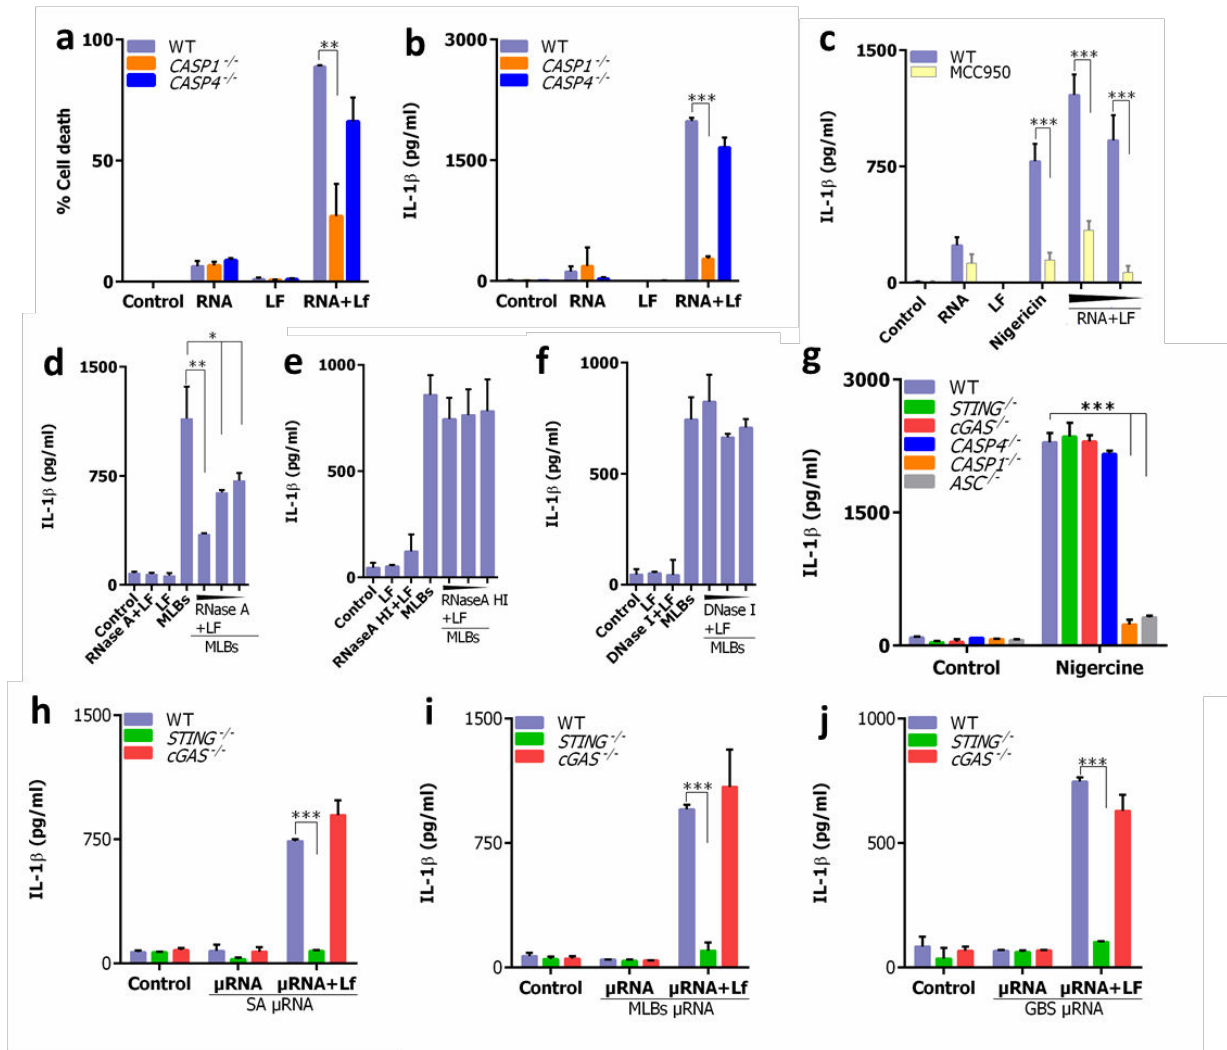 a
100
50
0
% Cell death
WT
CASP1-/-
CASP4-/-
**
Control RNA LF RNA+Lf
b
3000
1500
0
IL-1β (pg/ml)
WT
CASP1-/-
CASP4-/-
***
Control RNA LF RNA+Lf
c
1500
750
0
IL-1β (pg/ml)
WT
MCC950
***
***
***
Control RNA LF Nigericin
RNA+LF
d
1500
750
0
IL-1β (pg/ml)
*
**
Control RNase A+LF LF MLBs
RNase A
+LF
MLBs
e
1000
500
0
IL-1β (pg/ml)
Control LF RNaseA HI+LF MLBs
RNaseA HI
+LF
MLBs
f
1000
500
0
IL-1β (pg/ml)
Control LF DNase I+LF MLBs
DNase I
+LF
MLBs
g
3000
1500
0
IL-1β (pg/ml)
WT
STING-/-
cGAS-/-
CASP4-/-
CASP1-/-
ASC-/-
***
Control Nigercine
h
1500
750
0
IL-1β (pg/ml)
WT
STING-/-
cGAS-/-
***
Control µRNA µRNA+Lf
SA µRNA
i
1500
750
0
IL-1β (pg/ml)
WT
STING-/-
cGAS-/-
***
Control µRNA µRNA+Lf
MLBs µRNA
j
1000
500
0
IL-1β (pg/ml)
WT
STING-/-
cGAS-/-
***
Control µRNA µRNA+LF
GBS µRNA